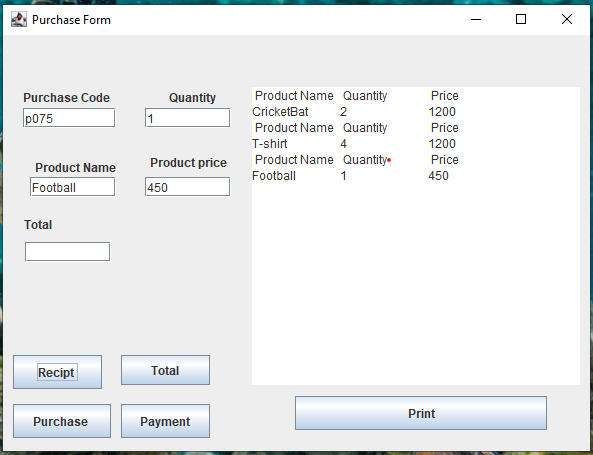 Purchase Form
Purchase Code Quantity
p075 1
Product Name Product price
Football 450
Total
Product Name Quantity Price
CricketBat 2 1200
Product Name Quantity Price
T-shirt 4 1200
Product Name Quantity Price
Football 1 450
Recipt Total
Purchase Payment
Print